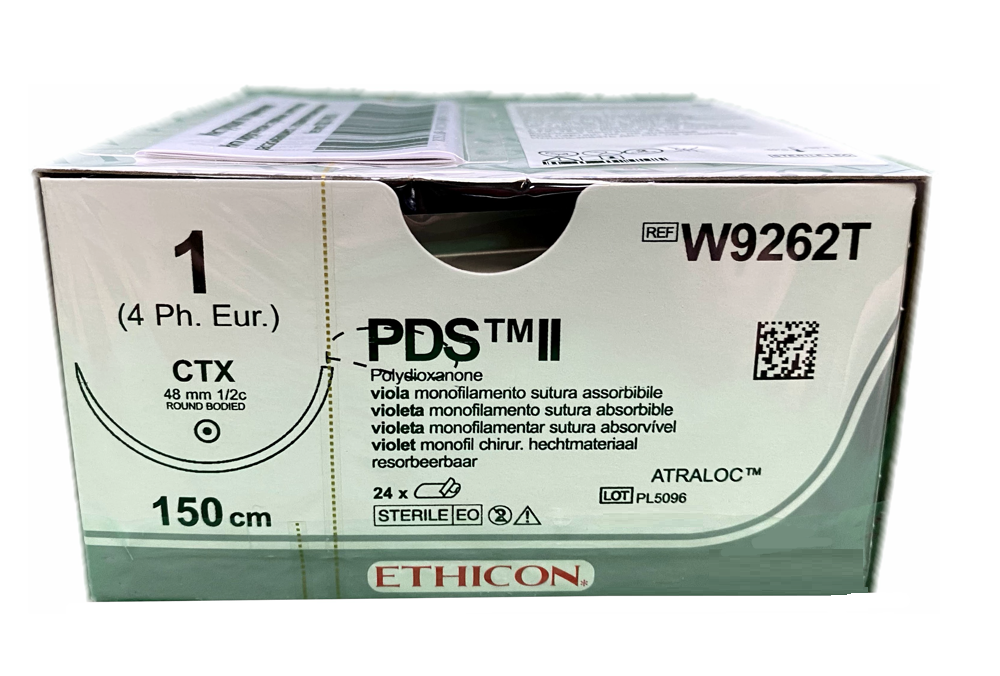 1
(4 Ph. Eur.)
CTX
48 mm 1/2c
ROUND BODIED
150 cm
REF W9262T
PDS™II
Polydioxanone
viola monofilamento sutura assorbibile
violeta monofilamento sutura absorbible
violeta monofilamentar sutura absorvível
violet monofil chirur. hechtmateriaal
resorbeerbaar
24 x
STERILE EO
ATRALOC™
LOT PL5096
ETHICON